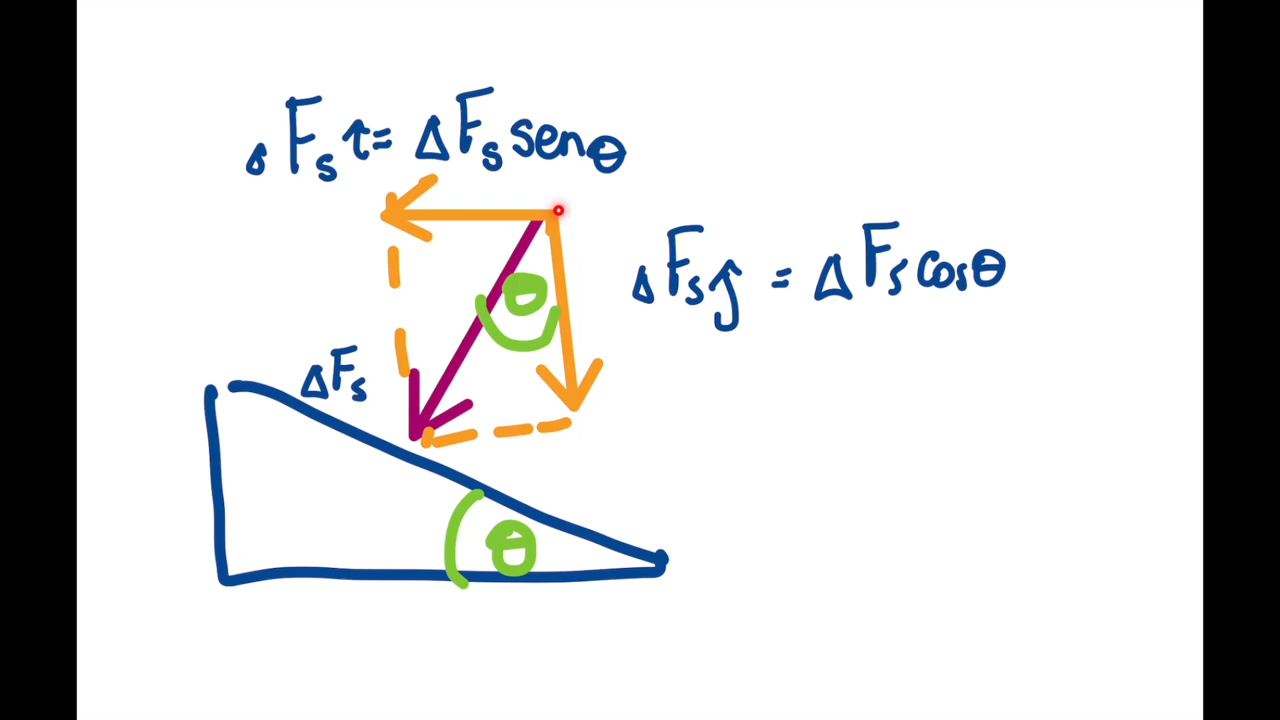 ΔFₛ î = ΔFₛ senθ
ΔFₛ ĵ = ΔFₛ cosθ
θ
ΔFₛ
θ